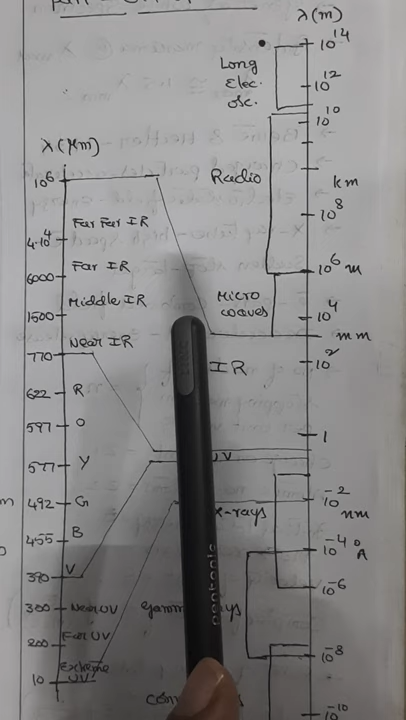 λ(m)
10^14
Long
Elec.
Osc.
10^12
10^10
λ(μm)
10^6
Radio
km
10^8
Far Far IR
4·10^4
Far IR
6000
10^6 m
Middle IR
1500
Micro
waves
10^4
mm
Near IR
770
IR
10^2
622 R
597 O
1
577 Y
UV
492 G
X-rays
10^-2
nm
455 B
10^-4
Å
390 V
10^-6
300 Near UV
200 Far UV
10^-8
10 Extreme
UV
10^-10